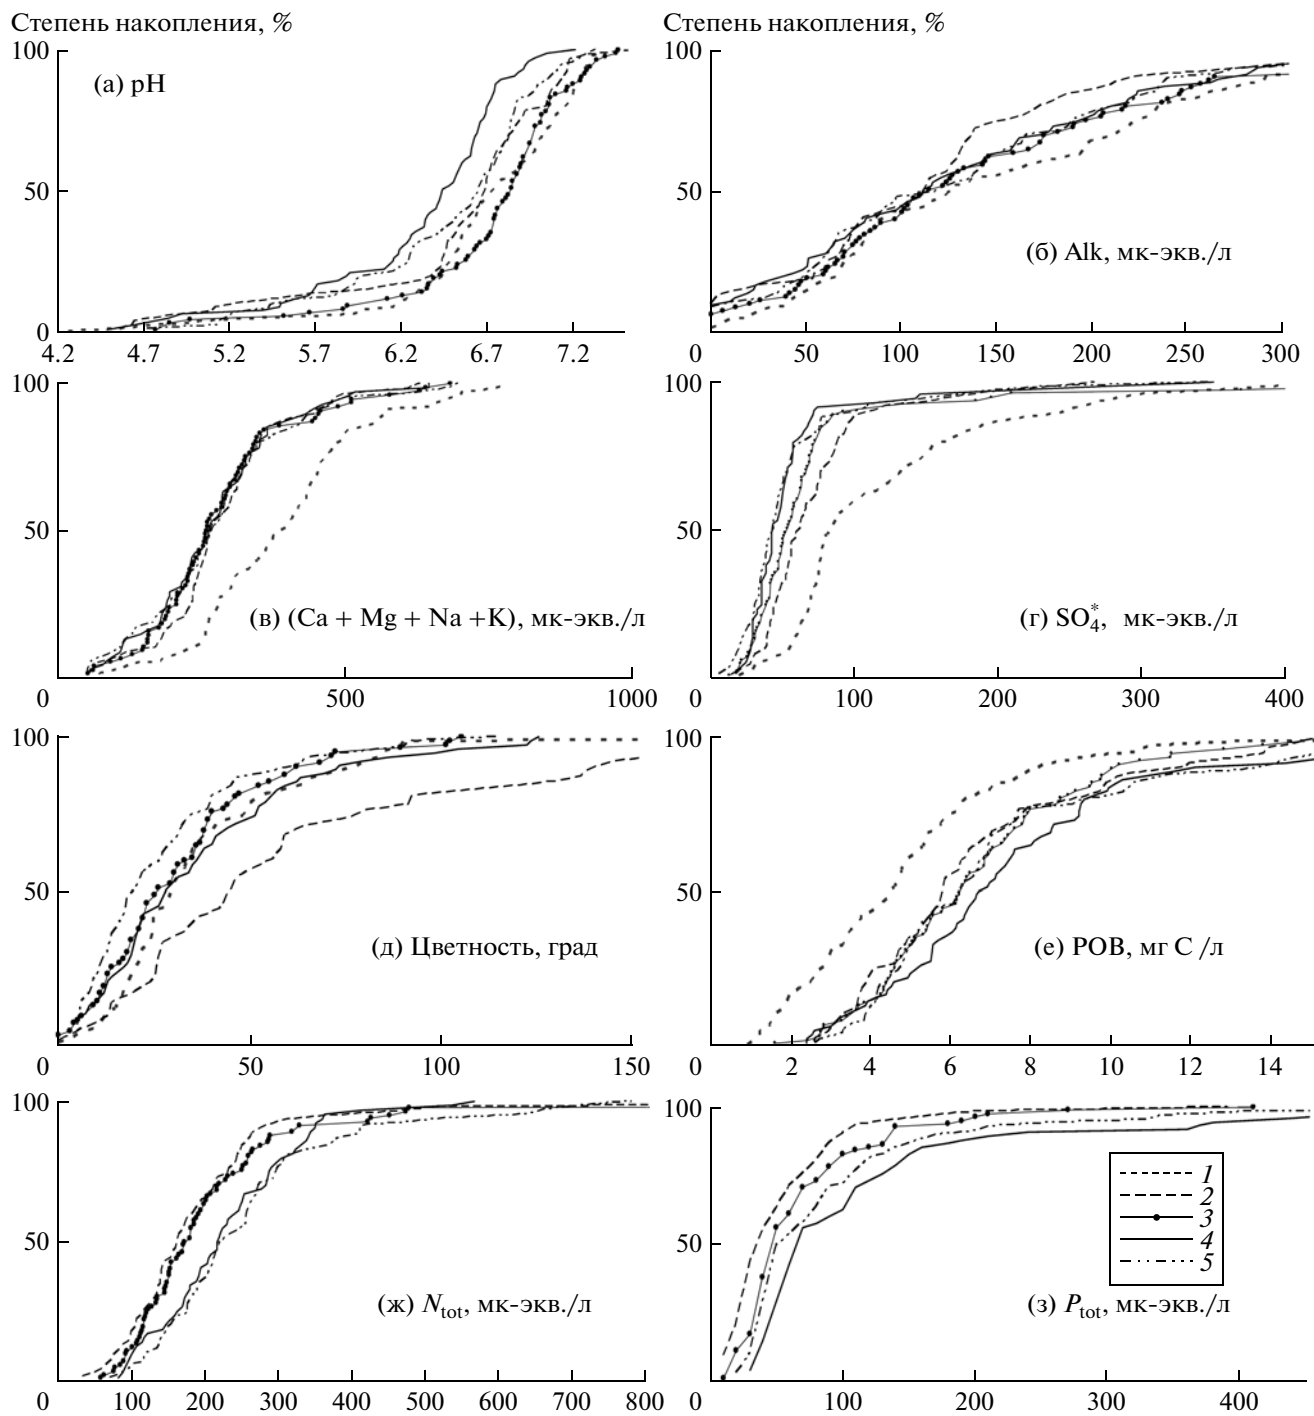 Степень накопления, %
Степень накопления, %
100
50
0
(а) pH
4.2 4.7 5.2 5.7 6.2 6.7 7.2
100
50
(б) Alk, мк-экв./л
0 50 100 150 200 250 300
100
50
(в) (Ca + Mg + Na +K), мк-экв./л
0 500 1000
100
50
(г) SO₄*, мк-экв./л
0 100 200 300 400
100
50
(д) Цветность, град
0 50 100 150
100
50
(е) РОВ, мг С /л
0 2 4 6 8 10 12 14
100
50
(ж) Ntot, мк-экв./л
0 100 200 300 400 500 600 700 800
100
50
1
2
3
4
5
(з) Ptot, мк-экв./л
0 100 200 400